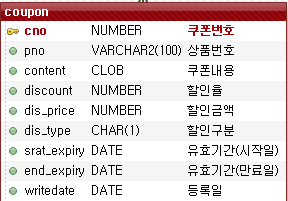 coupon
cno NUMBER 쿠폰번호
pno VARCHAR2(100) 상품번호
content CLOB 쿠폰내용
discount NUMBER 할인율
dis_price NUMBER 할인금액
dis_type CHAR(1) 할인구분
srat_expiry DATE 유효기간(시작일)
end_expiry DATE 유효기간(만료일)
writedate DATE 등록일